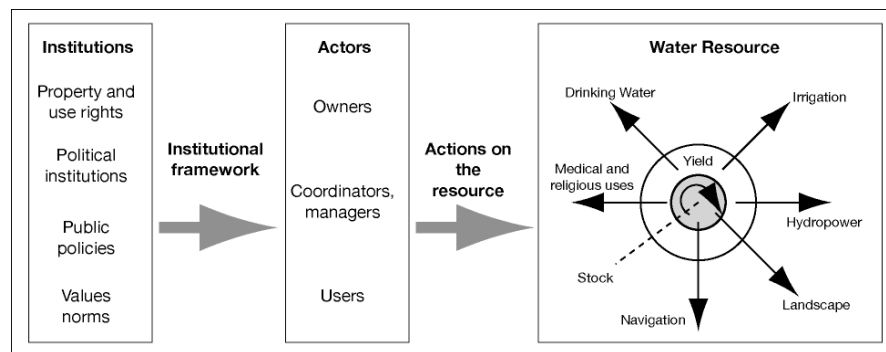 Institutions
Property and
use rights
Political
institutions
Public
policies
Values
norms
Institutional
framework
Actors
Owners
Coordinators,
managers
Users
Actions on
the
resource
Water Resource
Drinking Water
Irrigation
Yield
Medical and
religious uses
Hydropower
Stock
Landscape
Navigation